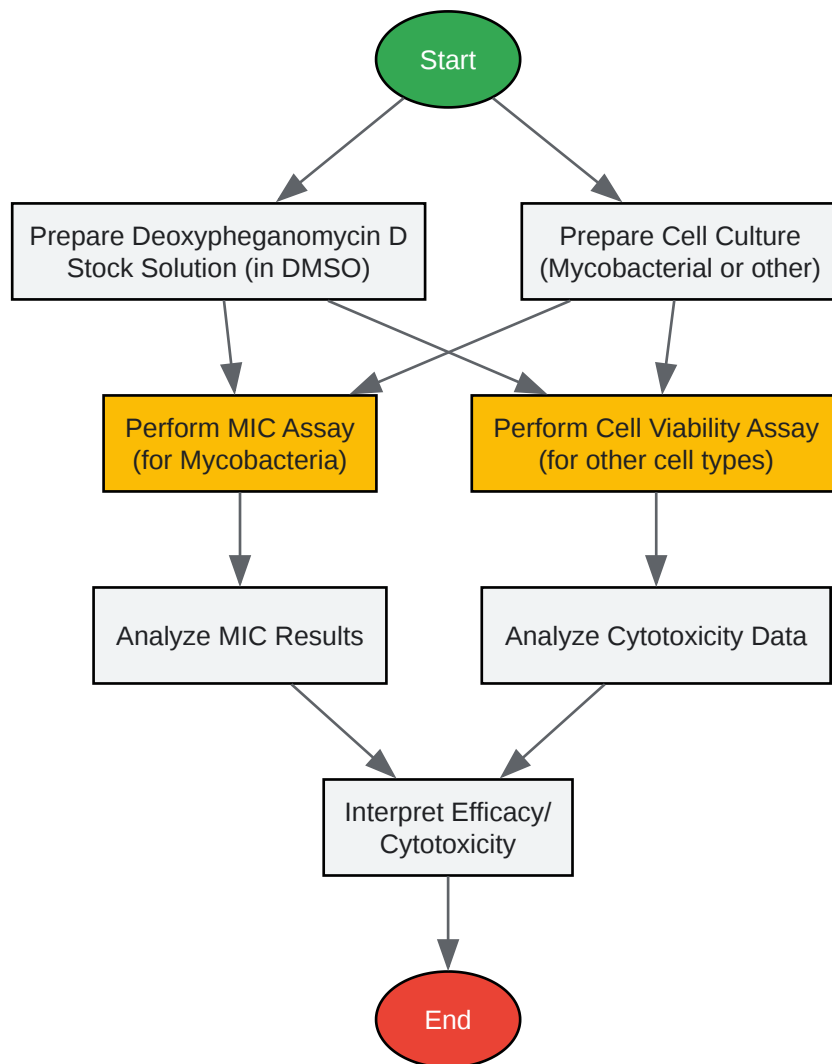 Start
Prepare Deoxypheganomycin D
Stock Solution (in DMSO)
Prepare Cell Culture
(Mycobacterial or other)
Perform MIC Assay
(for Mycobacteria)
Perform Cell Viability Assay
(for other cell types)
Analyze MIC Results
Analyze Cytotoxicity Data
Interpret Efficacy/
Cytotoxicity
End